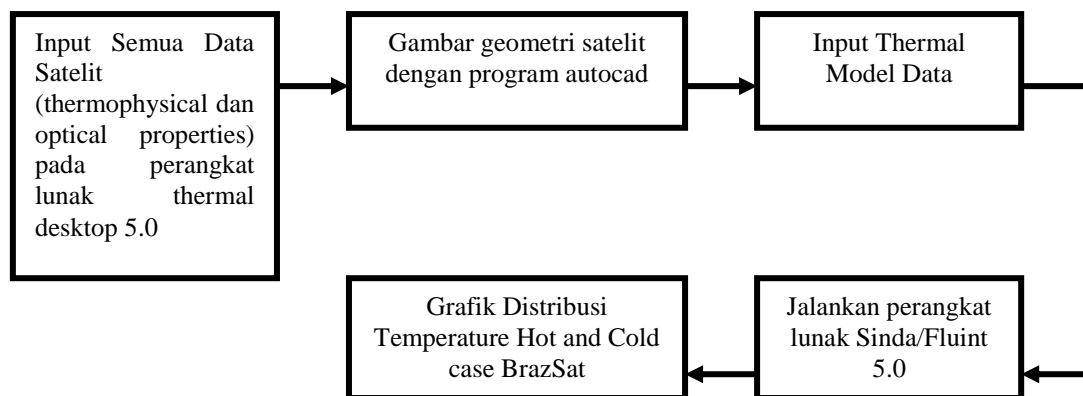 Input Semua Data
Satelit
(thermophysical dan
optical properties)
pada perangkat
lunak thermal
desktop 5.0
Gambar geometri satelit
dengan program autocad
Input Thermal
Model Data
Jalankan perangkat
lunak Sinda/Fluint
5.0
Grafik Distribusi
Temperature Hot and Cold
case BrazSat